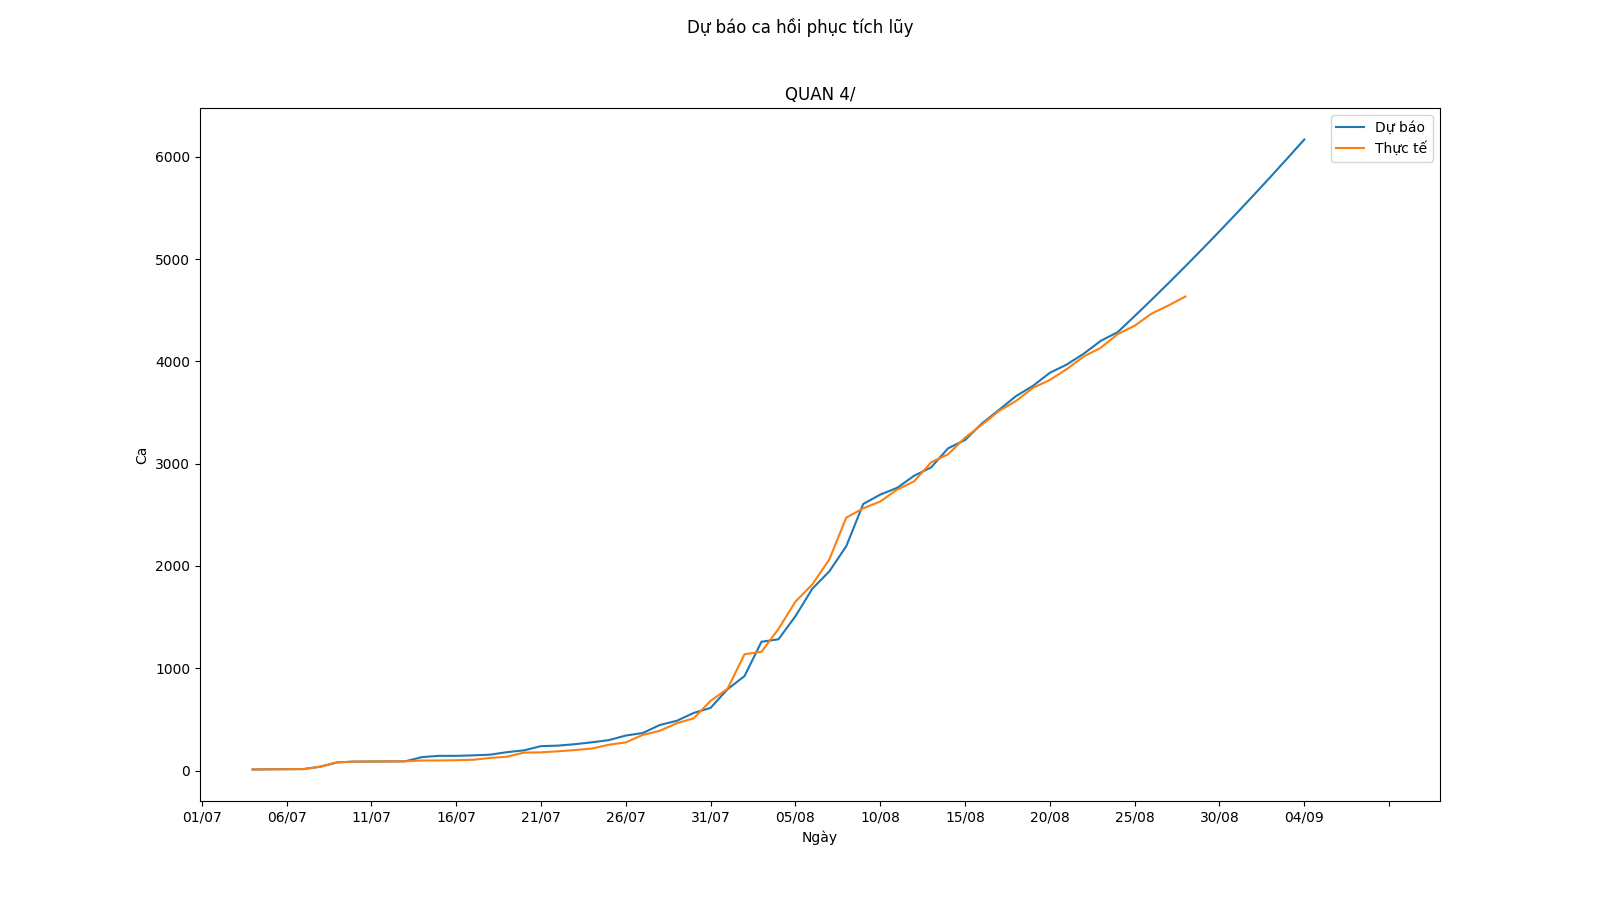 Dự báo ca hồi phục tích lũy
QUAN 4/
Dự báo
Thực tế
Ca
6000
5000
4000
3000
2000
1000
0
01/07 06/07 11/07 16/07 21/07 26/07 31/07 05/08 10/08 15/08 20/08 25/08 30/08 04/09
Ngày